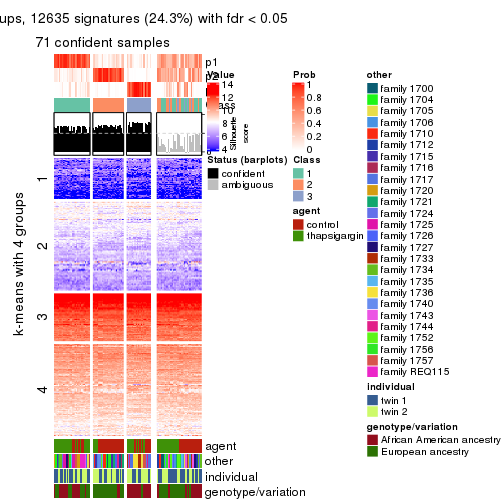 ups, 12635 signatures (24.3%) with fdr < 0.05
71 confident samples
p1
p2
k-means with 4 groups
1
2
3
4
agent
other
individual
genotype/variation
Value
14
12
10
8
6
4
Silhouette score
Status (barplots)
confident
ambiguous
Prob
1
0.8
0.6
0.4
0.2
0
Class
1
2
3
agent
control
thapsigargin
other
family 1700
family 1704
family 1705
family 1706
family 1710
family 1712
family 1715
family 1716
family 1717
family 1720
family 1721
family 1724
family 1725
family 1726
family 1727
family 1733
family 1734
family 1735
family 1736
family 1740
family 1743
family 1744
family 1752
family 1756
family 1757
family REQ115
individual
twin 1
twin 2
genotype/variation
African American ancestry
European ancestry